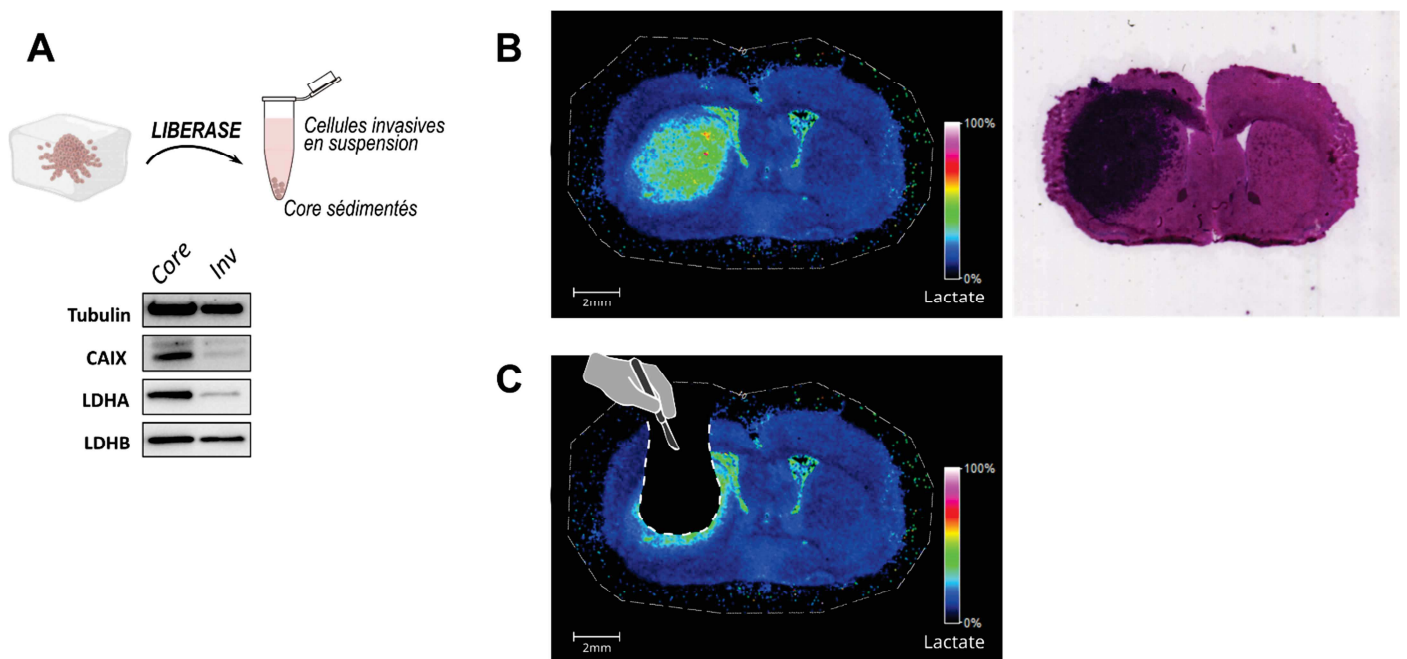 A
LIBERASE
Cellules invasives
en suspension
Core sédimentés
Core
Inv
Tubulin
CAIX
LDHA
LDHB
B
100%
0%
2mm
Lactate
C
100%
0%
2mm
Lactate